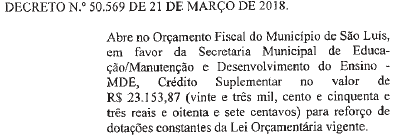 DECRETO N.º 50.569 DE 21 DE MARÇO DE 2018.
Abre no Orçamento Fiscal do Município de São Luís,
em favor da Secretaria Municipal de Educa-
ção/Manutenção e Desenvolvimento do Ensino -
MDE, Crédito Suplementar no valor de
R$ 23.153,87 (vinte e três mil, cento e cinquenta e
três reais e oitenta e sete centavos) para reforço de
dotações constantes da Lei Orçamentária vigente.